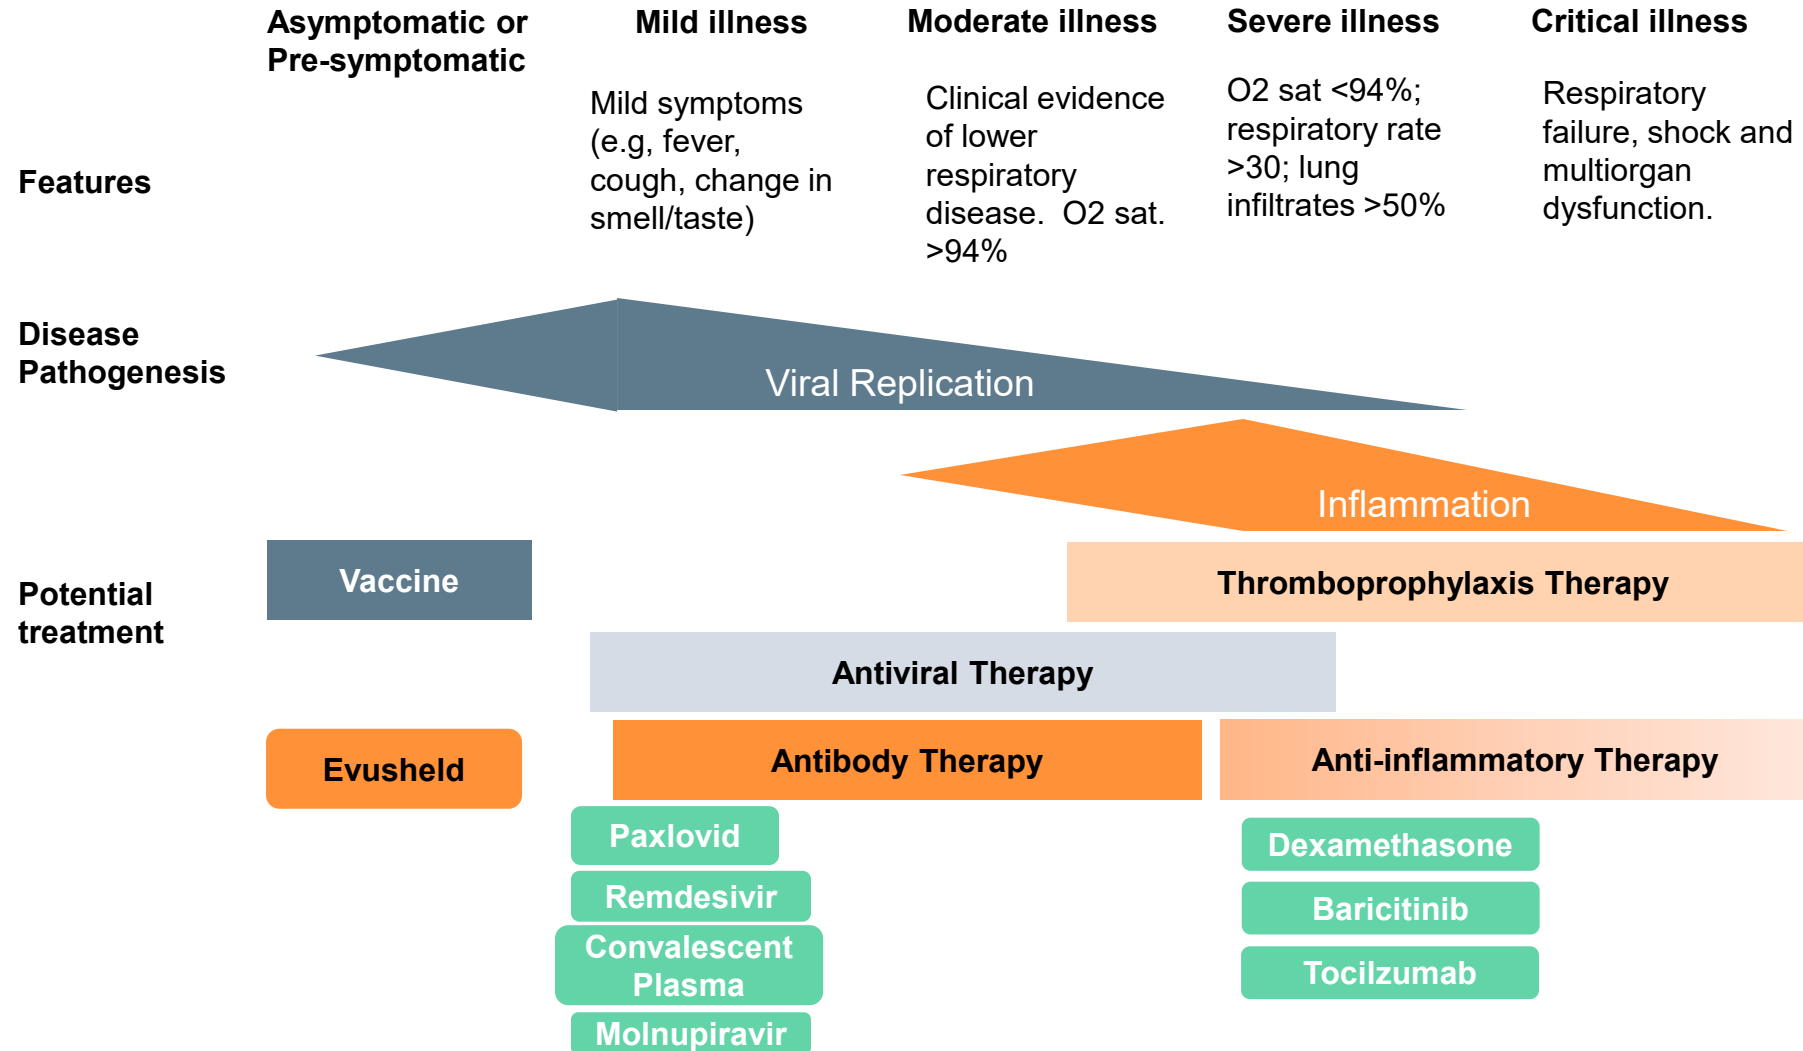 Asymptomatic or
Pre-symptomatic
Mild illness
Moderate illness
Severe illness
Critical illness
Features
Mild symptoms
(e.g, fever,
cough, change in
smell/taste)
Clinical evidence
of lower
respiratory
disease.  O2 sat.
>94%
O2 sat <94%;
respiratory rate
>30; lung
infiltrates >50%
Respiratory
failure, shock and
multiorgan
dysfunction.
Disease
Pathogenesis
Viral Replication
Inflammation
Potential
treatment
Vaccine
Thromboprophylaxis Therapy
Antiviral Therapy
Evusheld
Antibody Therapy
Anti-inflammatory Therapy
Paxlovid
Remdesivir
Convalescent
Plasma
Molnupiravir
Dexamethasone
Baricitinib
Tocilzumab